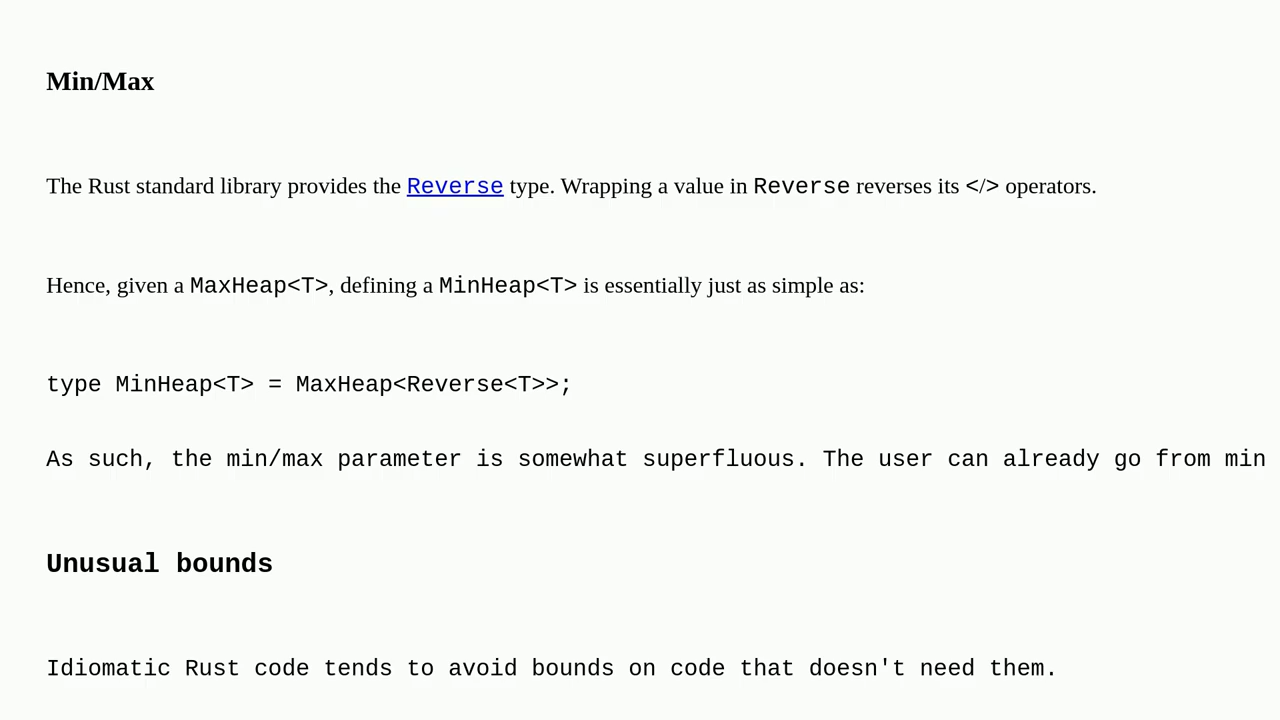 Min/Max
The Rust standard library provides the Reverse type. Wrapping a value in Reverse reverses its </> operators.
Hence, given a MaxHeap<T>, defining a MinHeap<T> is essentially just as simple as:
type MinHeap<T> = MaxHeap<Reverse<T>>;
As such, the min/max parameter is somewhat superfluous. The user can already go from min
Unusual bounds
Idiomatic Rust code tends to avoid bounds on code that doesn't need them.